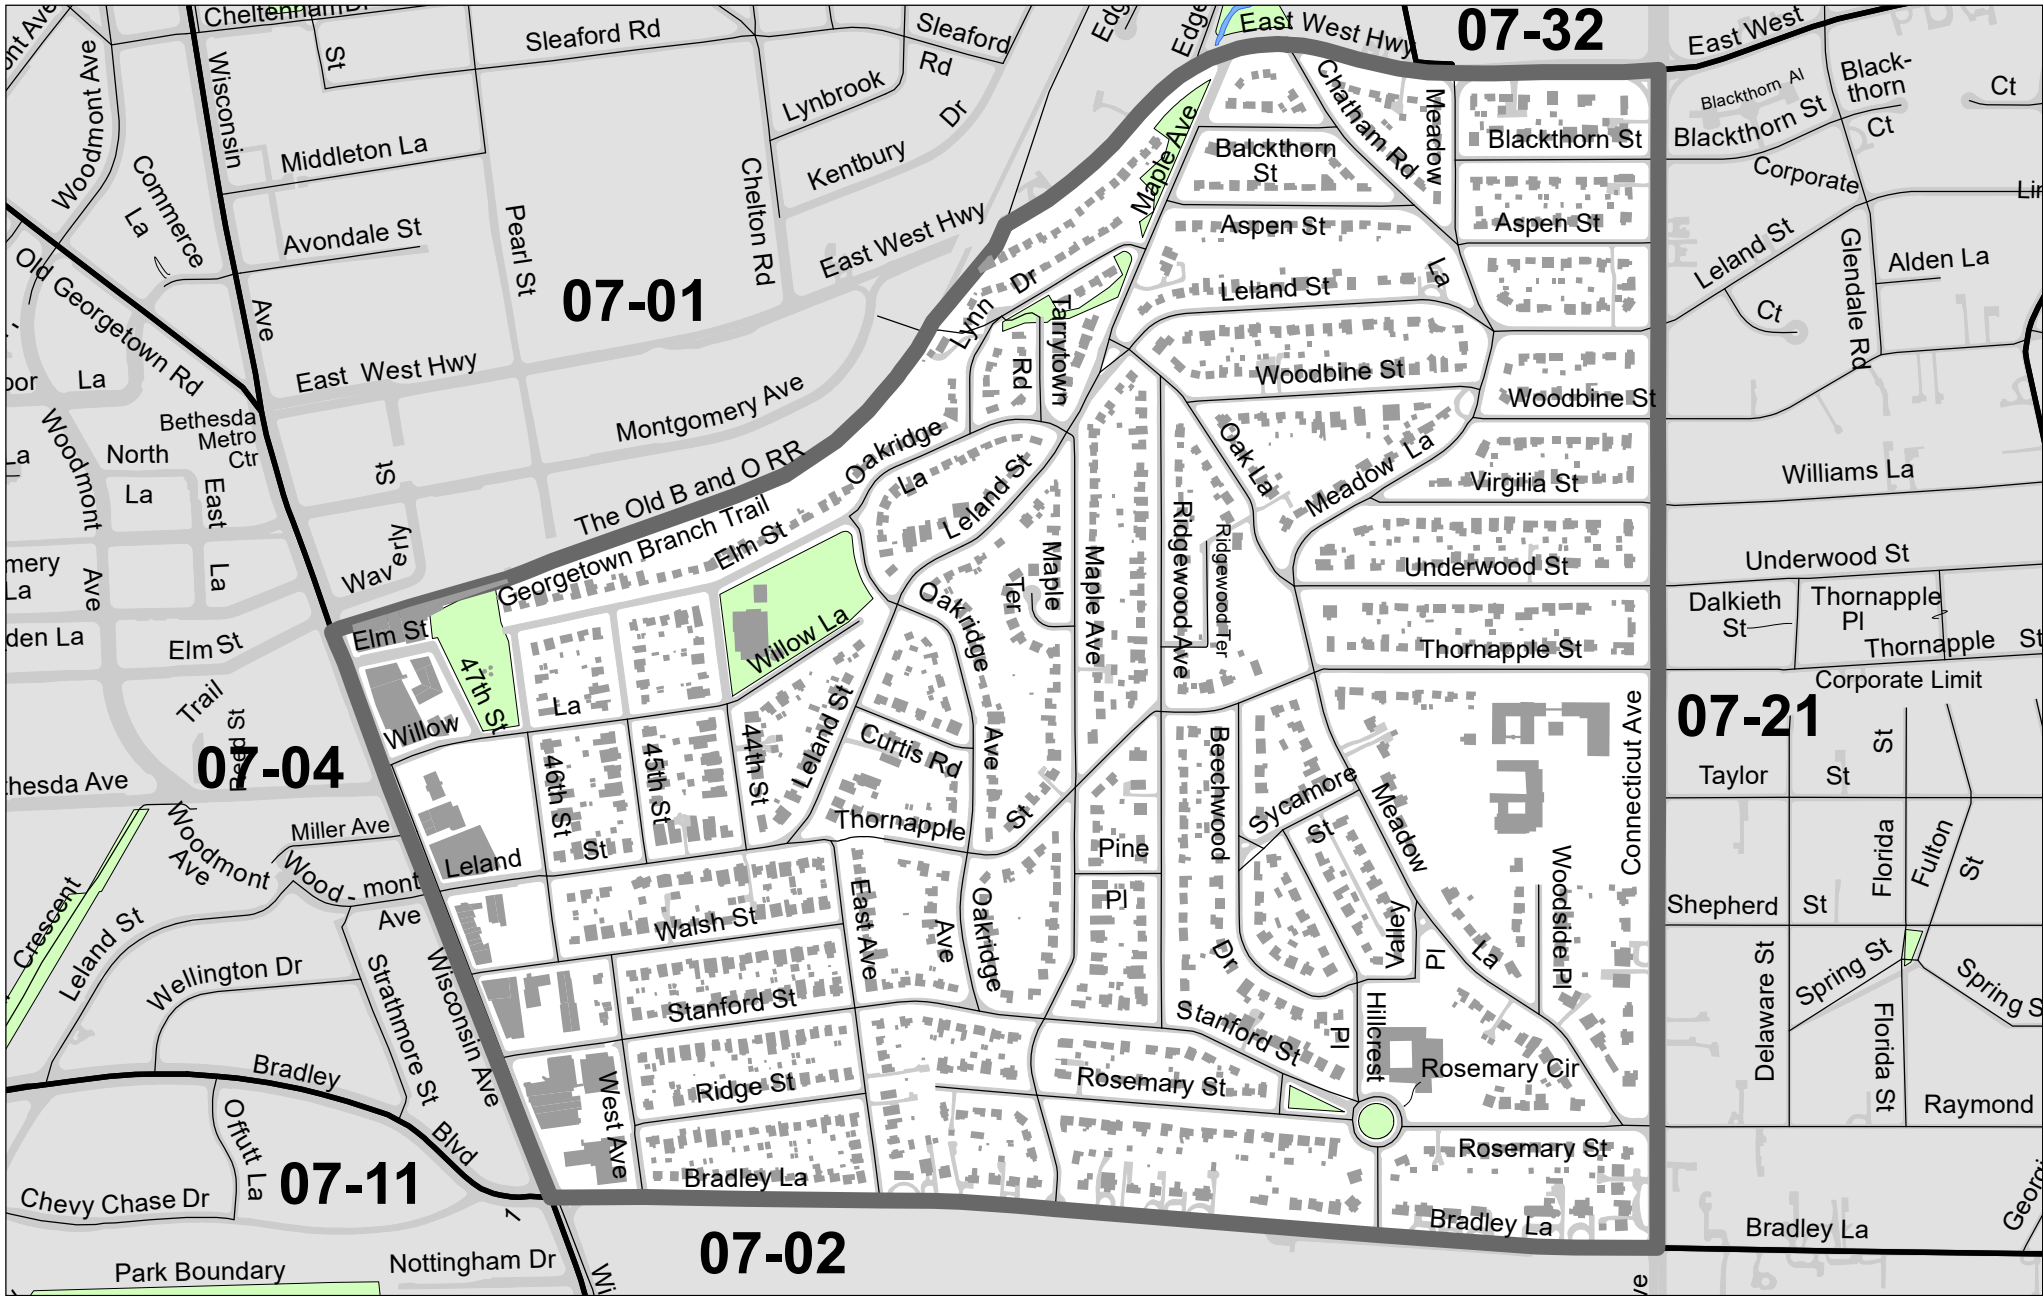 Cheltenham Dr
East West Hwy
07-32
East West
Sleaford Rd
Sleaford
Rd
St
Woodmont Ave
Wisconsin
Lynbrook
Dr
Blackthorn Al
Black-
thorn
Ct
Ct
Chatham Rd
Meadow
Blackthorn St
Blackthorn St
Maple Ave
Balckthorn
St
Middleton La
Kentbury
Commerce
La
Chelton Rd
Corporate
Avondale St
Pearl St
East West Hwy
Aspen St
Aspen St
Leland St
Glendale Rd
Alden La
Old Georgetown Rd
07-01
Lynn
Dr
Tarrytown
Rd
Leland St
La
Ct
Ave
East West Hwy
La
Montgomery Ave
Woodbine St
Woodbine St
Bethesda
Metro
Ctr
Woodmont
Ave
North
La
East
La
St
Waverly
The Old B and O RR
Georgetown Branch Trail
Oakridge
La
Leland St
Oak La
Meadow La
Virgilia St
Williams La
Elm St
Maple
Ter
Maple Ave
Ridgewood Ave
Ridgewood Ter
Underwood St
Underwood St
Elm St
Elm St
47th St
Willow La
Oakridge
Ave
Dalkieth
St
Thornapple
Pl
Thornapple St
Thornapple St
Corporate Limit
Trail
Reed St
07-04
Willow
La
Leland St
Curtis Rd
Beechwood
Dr
Connecticut Ave
07-21
46th St
45th St
44th St
Sycamore
St
Meadow
La
Taylor
St
St
Woodmont
Ave
Miller Ave
Wood-
mont
Ave
Leland
St
Thornapple
St
Pine
Pl
Woodside Pl
Florida
Fulton
St
Crescent
Leland St
Walsh St
East Ave
Ave
Oakridge
Valley
Pl
Shepherd
St
Wellington Dr
Strathmore St
Wisconsin Ave
Stanford St
Stanford St
Hillcrest
Pl
Delaware St
Spring St
Florida St
Bradley
Blvd
West Ave
Ridge St
Rosemary St
Rosemary Cir
Raymond
Offutt La
07-11
Bradley La
Rosemary St
Chevy Chase Dr
07-02
Bradley La
Bradley La
Park Boundary
Nottingham Dr